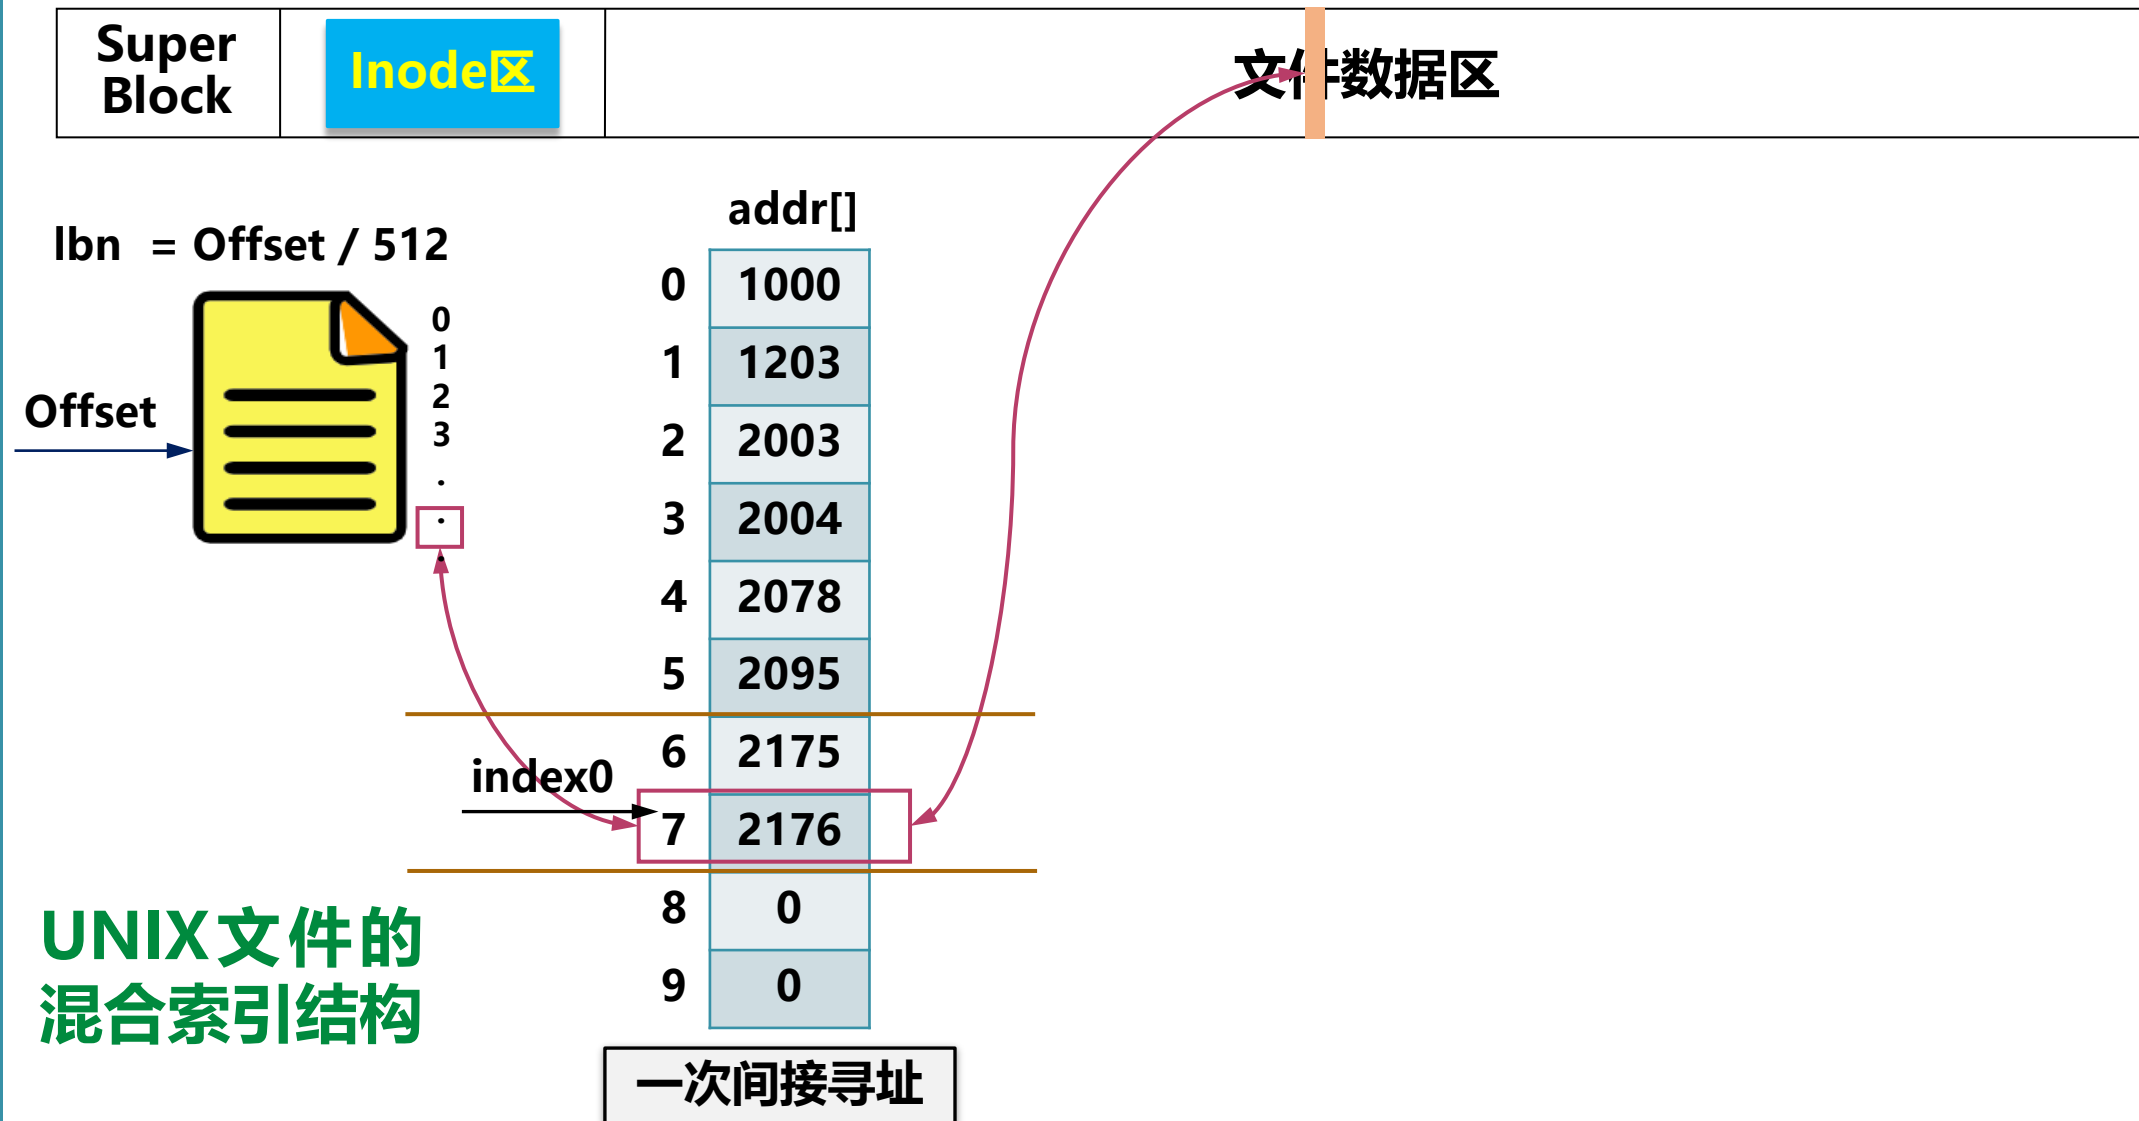 Super
Block
Inode区
文件数据区
addr[]
lbn = Offset / 512
0 1000
1 1203
2 2003
3 2004
4 2078
5 2095
6 2175
7 2176
8 0
9 0
0
1
2
3
.
.
.
Offset
index0
UNIX文件的
混合索引结构
一次间接寻址